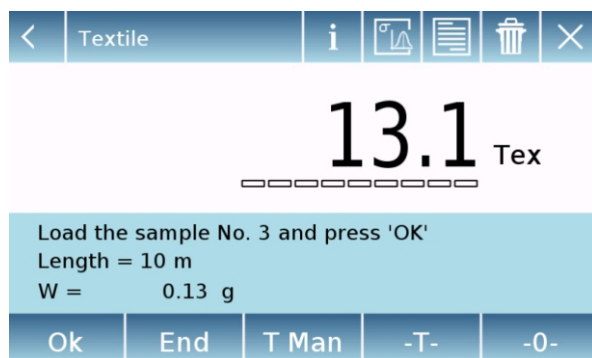 Textile
13.1 Tex
Load the sample No. 3 and press 'OK'
Length = 10 m
W = 0.13 g
Ok End T Man -T- -0-